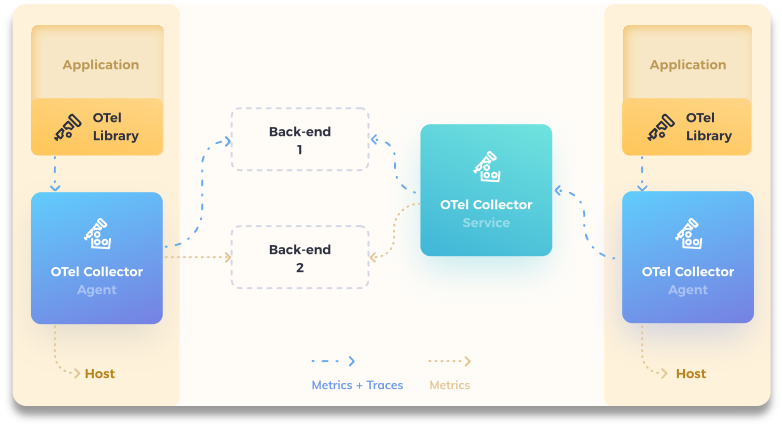 Application
OTel
Library
OTel Collector
Agent
Host
Back-end
1
Back-end
2
OTel Collector
Service
Metrics + Traces
Metrics
Application
OTel
Library
OTel Collector
Agent
Host